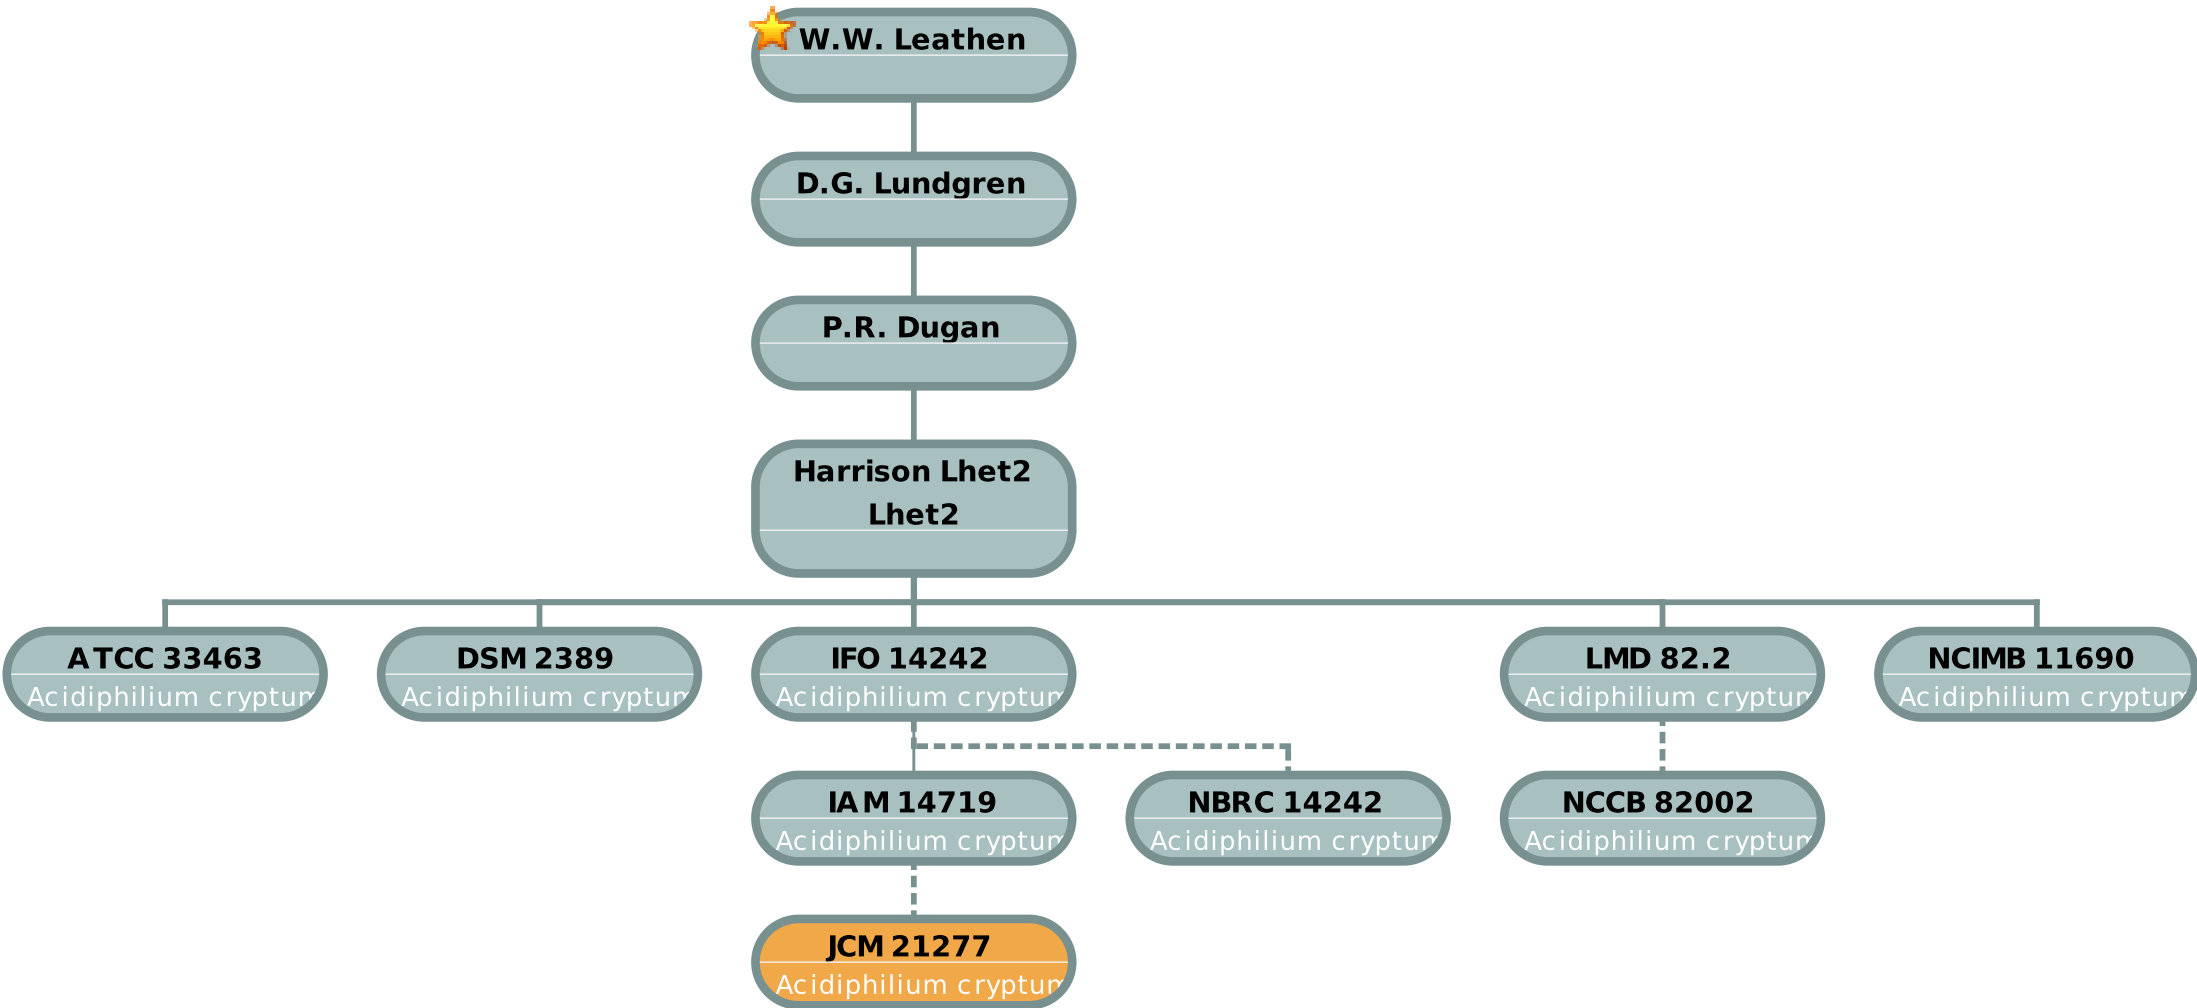 W.W. Leathen
D.G. Lundgren
P.R. Dugan
Harrison Lhet2
Lhet2
ATCC 33463
Acidiphilium cryptum
DSM 2389
Acidiphilium cryptum
IFO 14242
Acidiphilium cryptum
LMD 82.2
Acidiphilium cryptum
NCIMB 11690
Acidiphilium cryptum
IAM 14719
Acidiphilium cryptum
NBRC 14242
Acidiphilium cryptum
NCCB 82002
Acidiphilium cryptum
JCM 21277
Acidiphilium cryptum